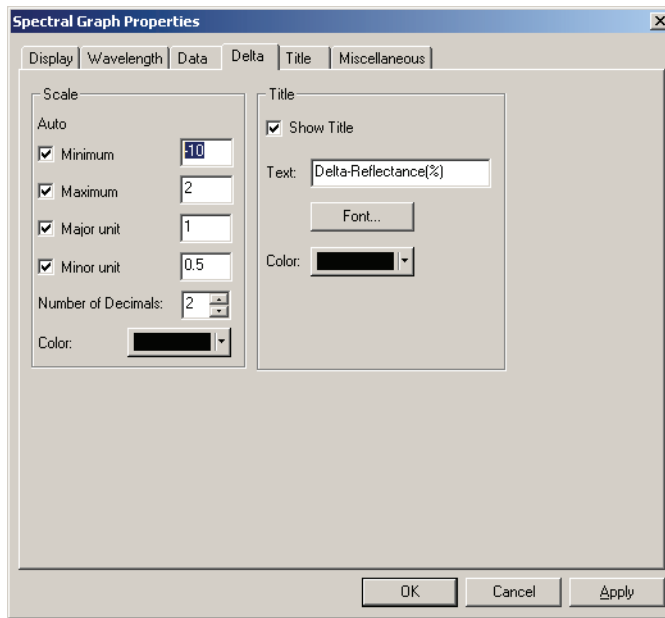 Spectral Graph Properties
Display Wavelength Data Delta Title Miscellaneous
Scale
Auto
Minimum -10
Maximum 2
Major unit 1
Minor unit 0.5
Number of Decimals: 2
Color:
Title
Show Title
Text: Delta-Reflectance(%)
Font...
Color:
OK Cancel Apply